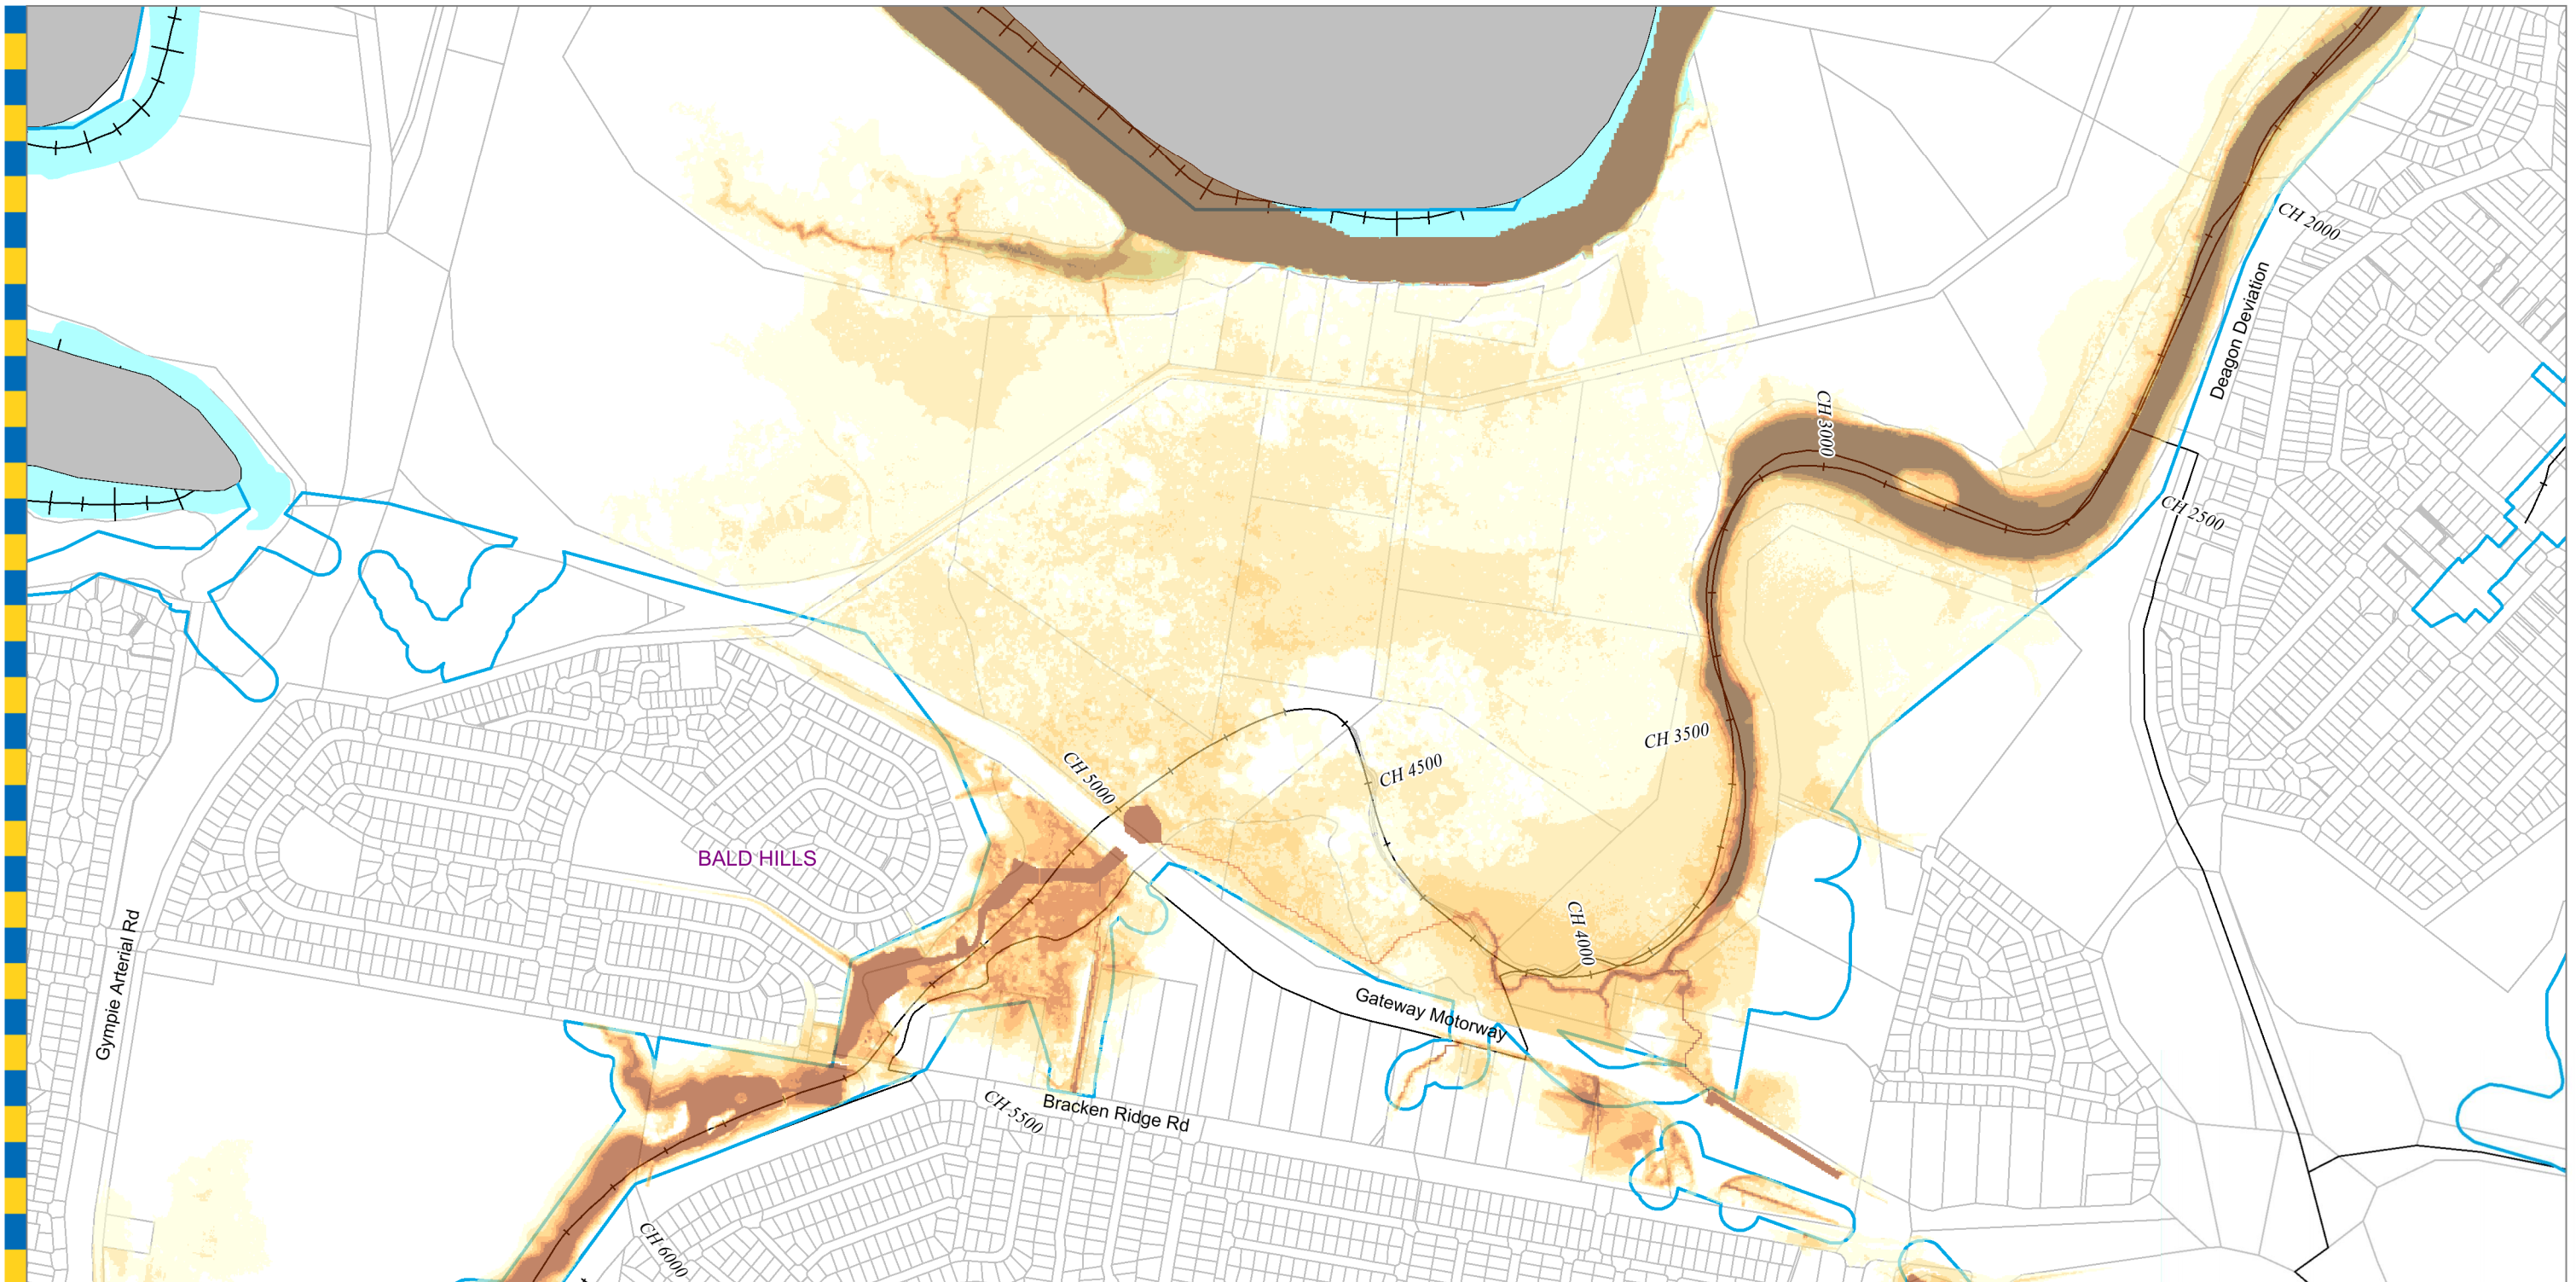 CH 2000
Deagon Deviation
CH 3000
CH 2500
CH 3500
CH 5000
CH 4500
BALD HILLS
CH 4000
Gympie Arterial Rd
Gateway Motorway
CH 5500
Bracken Ridge Rd
CH 6000